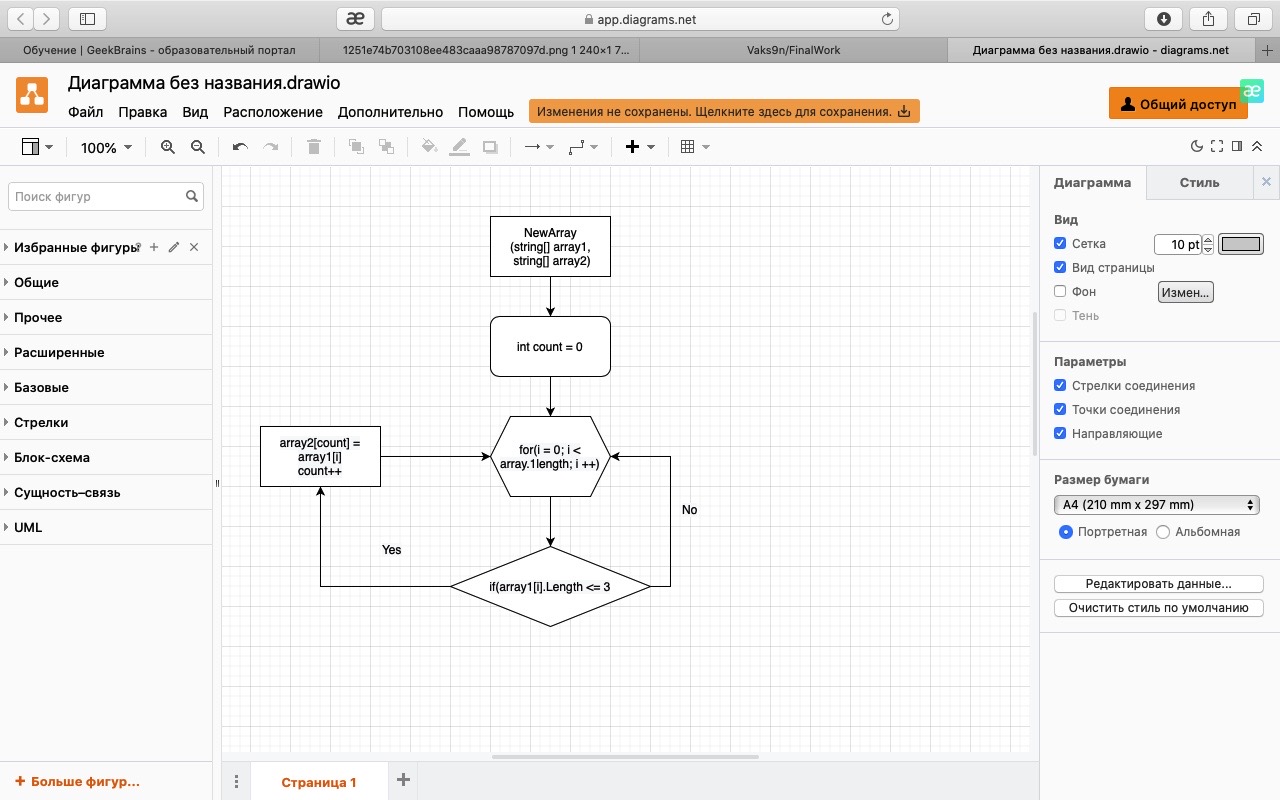 æ
app.diagrams.net
Обучение | GeekBrains - образовательный портал
1251e74b703108ee483caaa98787097d.png 1 240×1 7...
Vaks9n/FinalWork
Диаграмма без названия.drawio - diagrams.net
Диаграмма без названия.drawio
Файл Правка Вид Расположение Дополнительно Помощь
Изменения не сохранены. Щелкните здесь для сохранения.
Общий доступ
æ
100%
Поиск фигур
Избранные фигуры
Общие
Прочее
Расширенные
Базовые
Стрелки
Блок-схема
Сущность–связь
UML
+ Больше фигур...
NewArray
(string[] array1,
string[] array2)
int count = 0
for(i = 0; i <
array.1length; i ++)
array2[count] =
array1[i]
count++
No
Yes
if(array1[i].Length <= 3
Страница 1
Диаграмма Стиль
Вид
Сетка 10 pt
Вид страницы
Фон Измен...
Тень
Параметры
Стрелки соединения
Точки соединения
Направляющие
Размер бумаги
A4 (210 mm x 297 mm)
Портретная Альбомная
Редактировать данные...
Очистить стиль по умолчанию